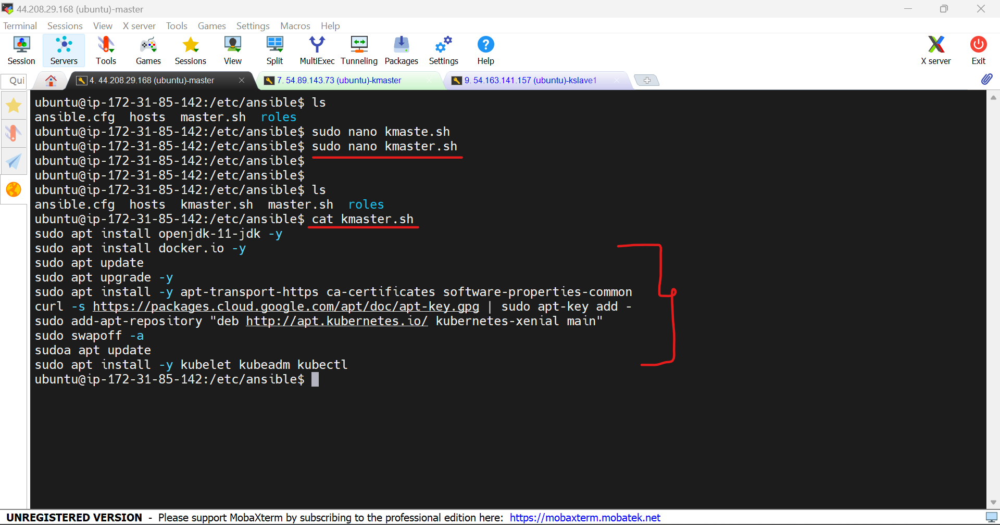 44.208.29.168 (ubuntu)-master
Terminal Sessions View X server Tools Games Settings Macros Help
Session Servers Tools Games Sessions View Split MultiExec Tunneling Packages Settings Help X server Exit
Qui 4. 44.208.29.168 (ubuntu)-master 7. 54.89.143.73 (ubuntu)-kmaster 9. 54.163.141.157 (ubuntu)-kslave1
ubuntu@ip-172-31-85-142:/etc/ansible$ ls
ansible.cfg  hosts  master.sh  roles
ubuntu@ip-172-31-85-142:/etc/ansible$ sudo nano kmaste.sh
ubuntu@ip-172-31-85-142:/etc/ansible$ sudo nano kmaster.sh
ubuntu@ip-172-31-85-142:/etc/ansible$
ubuntu@ip-172-31-85-142:/etc/ansible$
ubuntu@ip-172-31-85-142:/etc/ansible$ ls
ansible.cfg  hosts  kmaster.sh  master.sh  roles
ubuntu@ip-172-31-85-142:/etc/ansible$ cat kmaster.sh
sudo apt install openjdk-11-jdk -y
sudo apt install docker.io -y
sudo apt update
sudo apt upgrade -y
sudo apt install -y apt-transport-https ca-certificates software-properties-common
curl -s https://packages.cloud.google.com/apt/doc/apt-key.gpg | sudo apt-key add -
sudo add-apt-repository "deb http://apt.kubernetes.io/ kubernetes-xenial main"
sudo swapoff -a
sudoa apt update
sudo apt install -y kubelet kubeadm kubectl
ubuntu@ip-172-31-85-142:/etc/ansible$
UNREGISTERED VERSION - Please support MobaXterm by subscribing to the professional edition here: https://mobaxterm.mobatek.net